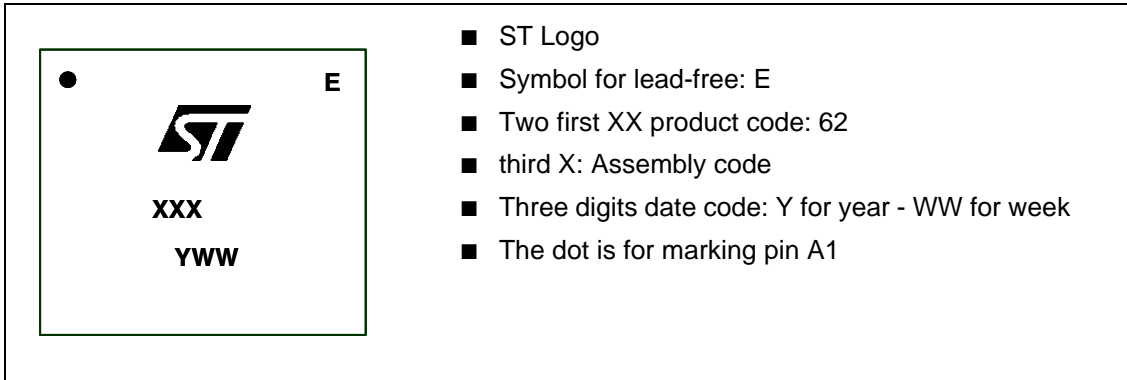 E
ST
XXX
YWW
■ ST Logo
■ Symbol for lead-free: E
■ Two first XX product code: 62
■ third X: Assembly code
■ Three digits date code: Y for year - WW for week
■ The dot is for marking pin A1